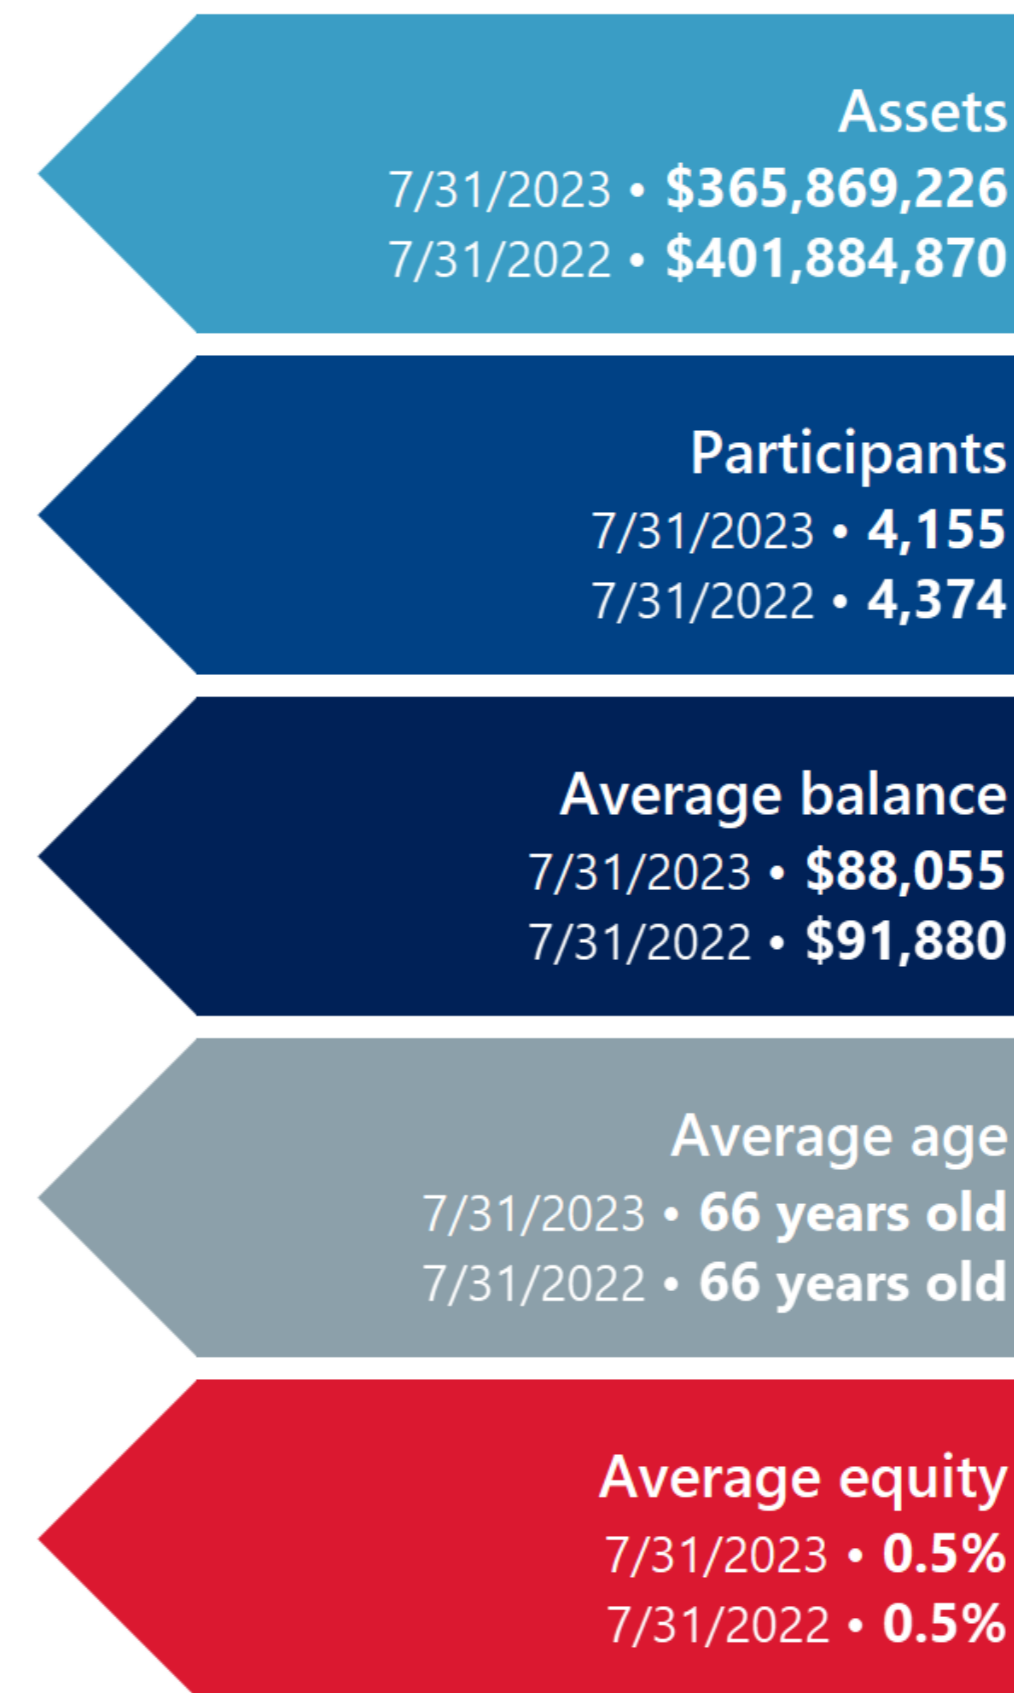 Assets
7/31/2023 • $365,869,226
7/31/2022 • $401,884,870
Participants
7/31/2023 • 4,155
7/31/2022 • 4,374
Average balance
7/31/2023 • $88,055
7/31/2022 • $91,880
Average age
7/31/2023 • 66 years old
7/31/2022 • 66 years old
Average equity
7/31/2023 • 0.5%
7/31/2022 • 0.5%